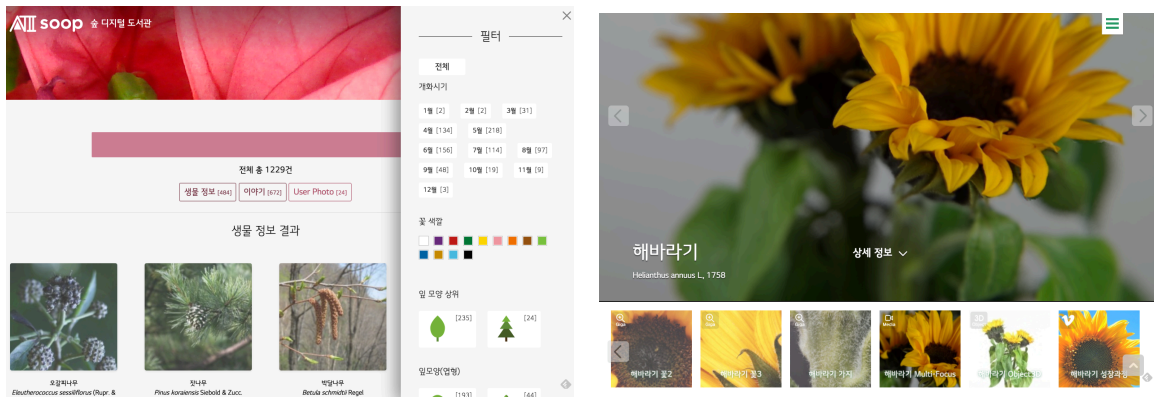 soop 숲 디지털 도서관
전체 총 1229건
생물 정보 [484] 이야기 [672] User Photo [24]
생물 정보 결과
오갈피나무
Eleutherococcus sessiliflorus (Rupr. &
잣나무
Pinus koraiensis Siebold & Zucc.
박달나무
Betula schmidtii Regel
필터
전체
개화시기
1월 [2] 2월 [2] 3월 [31]
4월 [134] 5월 [218]
6월 [156] 7월 [114] 8월 [97]
9월 [48] 10월 [19] 11월 [9]
12월 [3]
꽃 색깔
잎 모양 상위
[235] [24]
잎모양(엽형)
[193] [44]
해바라기
Helianthus annuus L., 1758
상세 정보
Giga
해바라기 꽃2
Giga
해바라기 꽃3
Giga
해바라기 가지
Media
해바라기 Multi-Focus
3D
해바라기 Object 3D
해바라기 성장과정